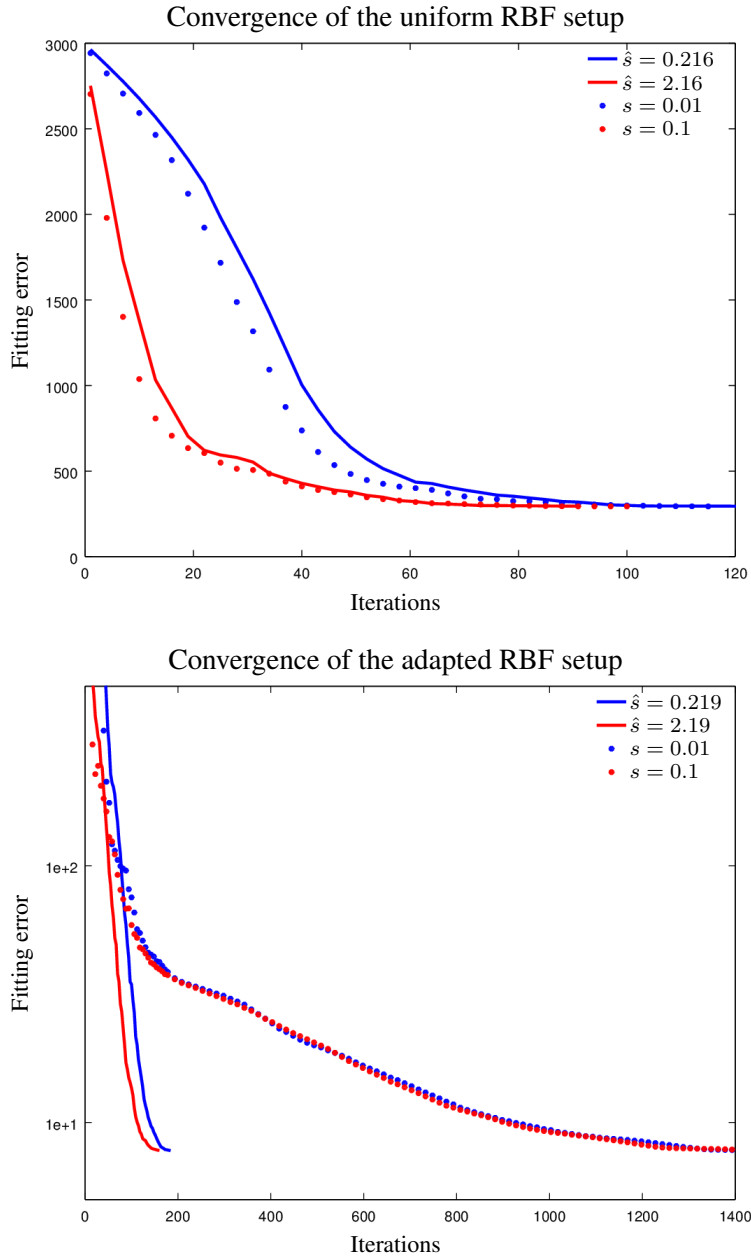 Convergence of the uniform RBF setup
3000
2500
2000
1500
1000
500
0
Fitting error
ŝ = 0.216
ŝ = 2.16
s = 0.01
s = 0.1
0 20 40 60 80 100 120
Iterations
Convergence of the adapted RBF setup
1e+2
1e+1
Fitting error
ŝ = 0.219
ŝ = 2.19
s = 0.01
s = 0.1
0 200 400 600 800 1000 1200 1400
Iterations